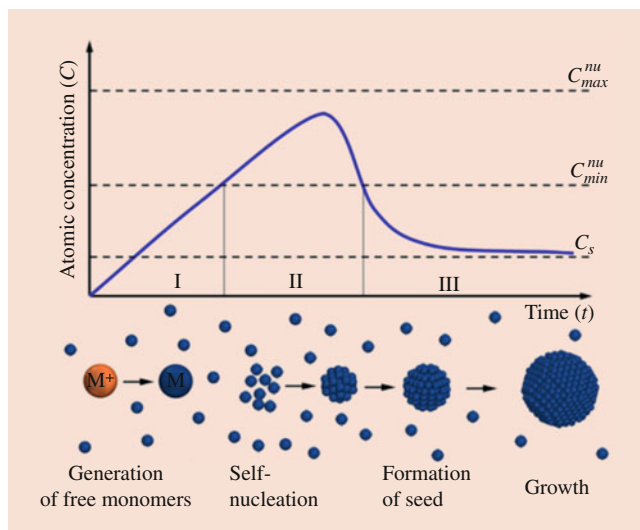 Atomic concentration (C)
C_max^nu
C_min^nu
C_s
I II III
Time (t)
M+ M
Generation
of free monomers
Self-
nucleation
Formation
of seed
Growth